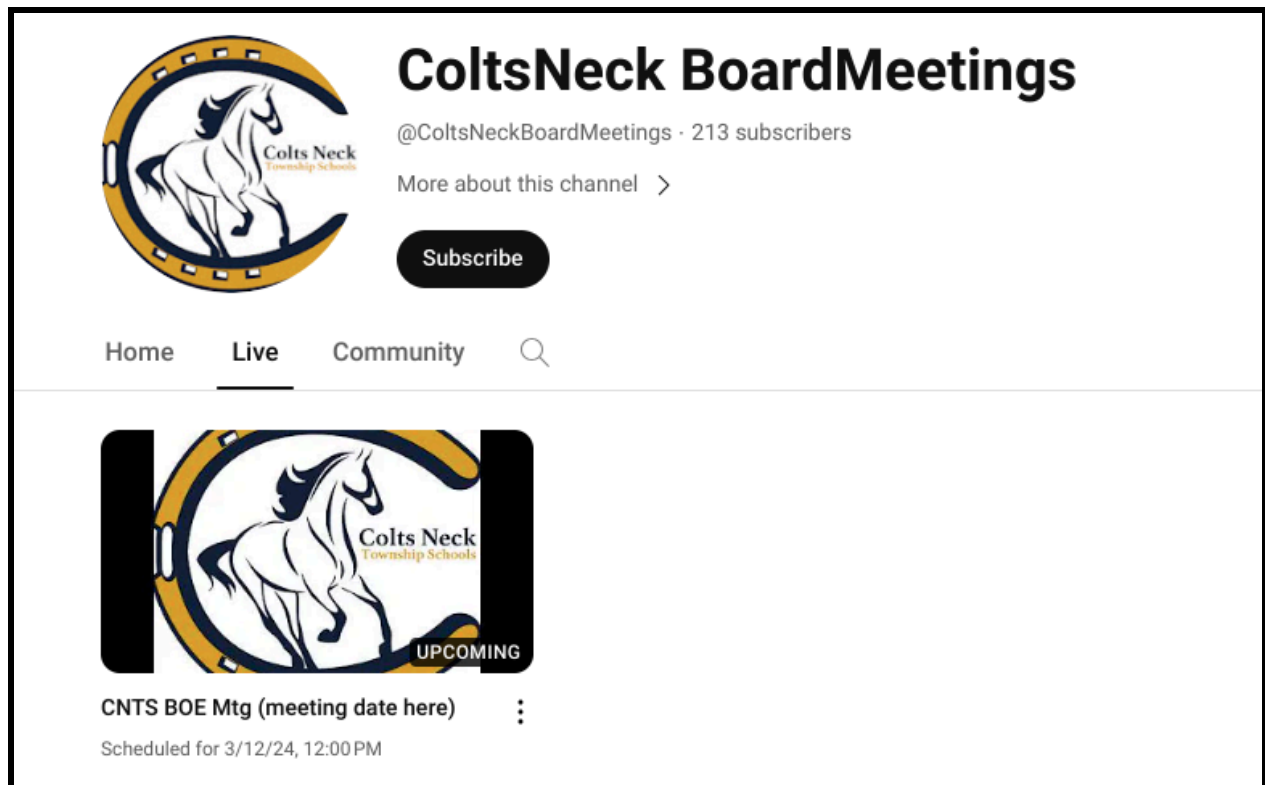 ColtsNeck BoardMeetings
Colts Neck
Township Schools
@ColtsNeckBoardMeetings · 213 subscribers
More about this channel
Subscribe
Home Live Community
Colts Neck
Township Schools
UPCOMING
CNTS BOE Mtg (meeting date here)
Scheduled for 3/12/24, 12:00 PM